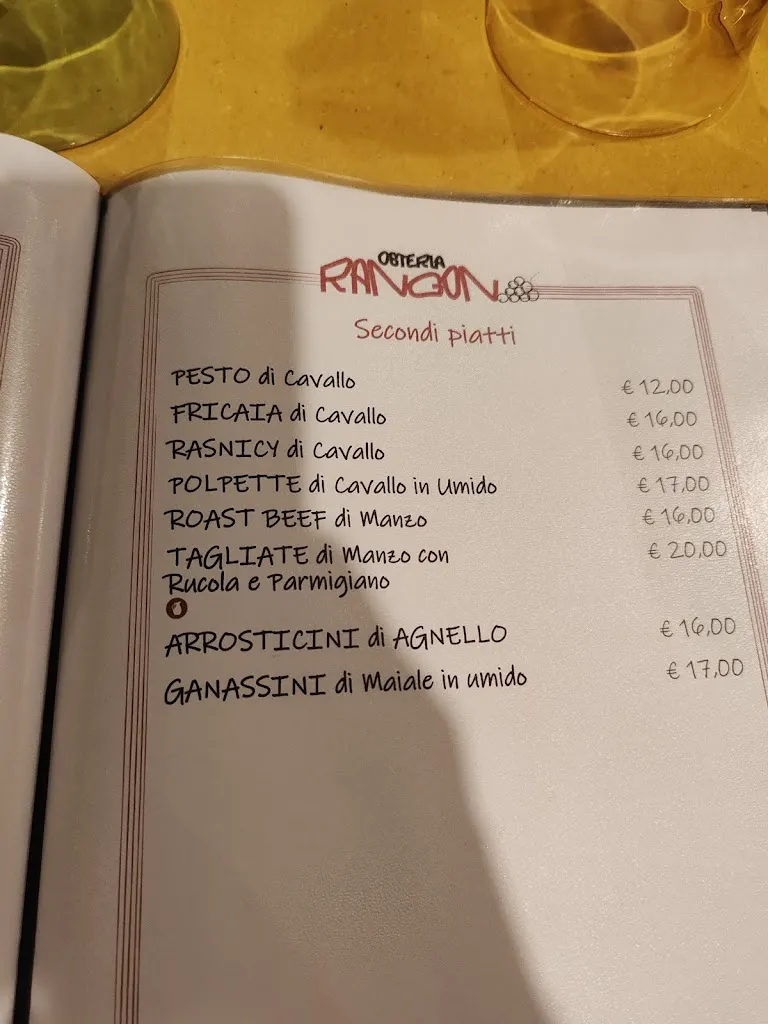 OSTERIA
RANGON
Secondi piatti
PESTO di Cavallo € 12,00
FRICAIA di Cavallo € 16,00
RASNICY di Cavallo € 16,00
POLPETTE di Cavallo in Umido € 17,00
ROAST BEEF di Manzo € 16,00
TAGLIATE di Manzo con € 20,00
Rucola e Parmigiano
ARROSTICINI di AGNELLO € 16,00
GANASSINI di Maiale in umido € 17,00